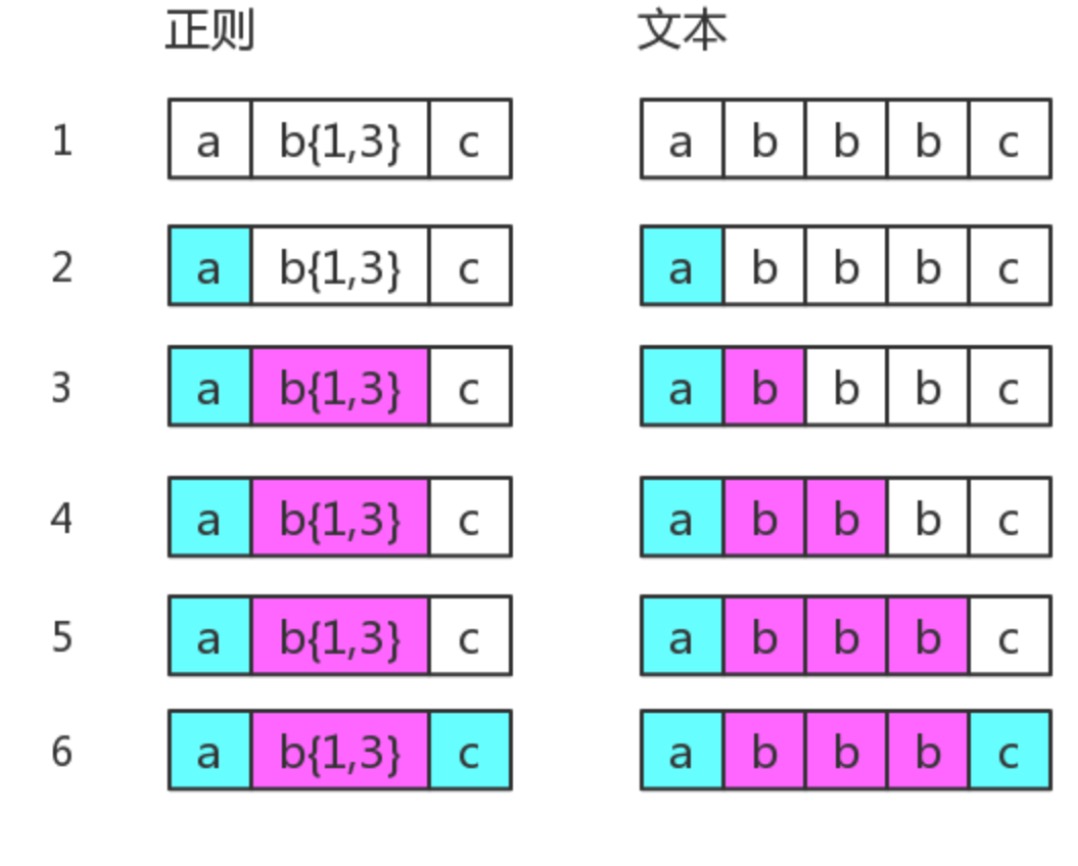 正则 文本
1 a b{1,3} c a b b b c
2 a b{1,3} c a b b b c
3 a b{1,3} c a b b b c
4 a b{1,3} c a b b b c
5 a b{1,3} c a b b b c
6 a b{1,3} c a b b b c